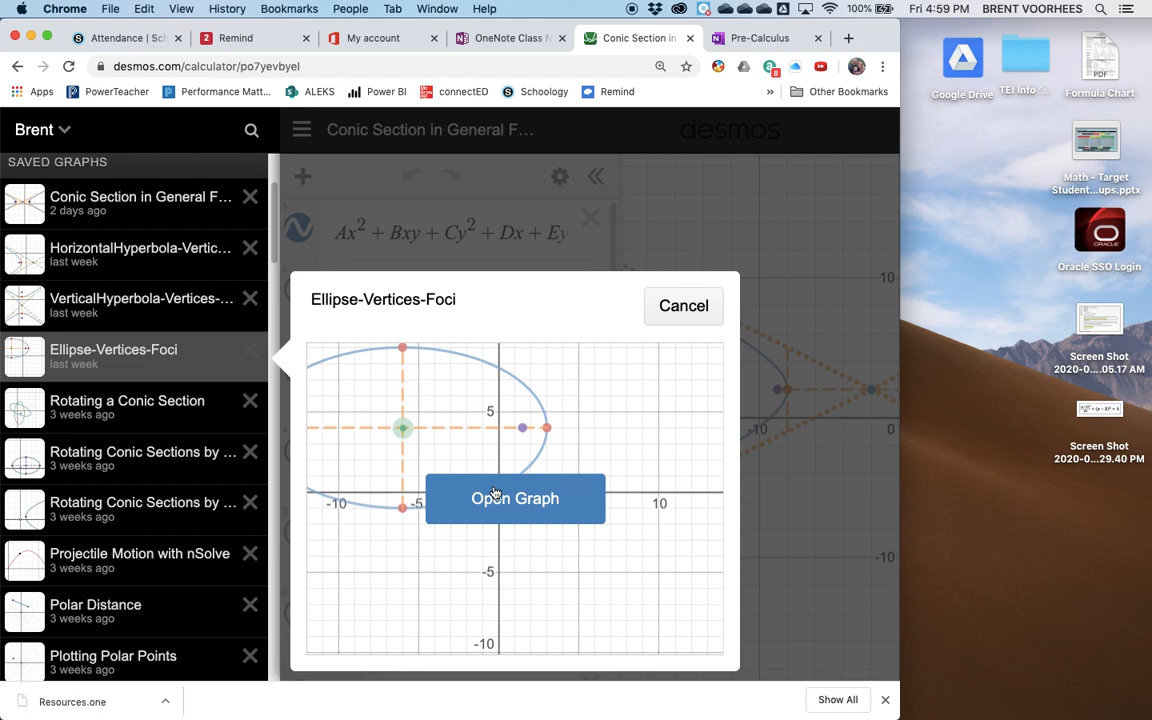 Chrome File Edit View History Bookmarks People Tab Window Help 100% Fri 4:59 PM BRENT VOORHEES
Attendance | Sch Remind My account OneNote Class N Conic Section in Pre-Calculus
desmos.com/calculator/po7yevbyel
Apps PowerTeacher Performance Matt... ALEKS Power BI connectED Schoology Remind » Other Bookmarks
Brent
Conic Section in General F...
desmos
SAVED GRAPHS
Conic Section in General F...
2 days ago
HorizontalHyperbola-Vertic...
last week
VerticalHyperbola-Vertices-...
last week
Ellipse-Vertices-Foci
last week
Rotating a Conic Section
3 weeks ago
Rotating Conic Sections by ...
3 weeks ago
Rotating Conic Sections by ...
3 weeks ago
Projectile Motion with nSolve
3 weeks ago
Polar Distance
3 weeks ago
Plotting Polar Points
3 weeks ago
Ax² + Bxy + Cy² + Dx + Ey
Ellipse-Vertices-Foci
Cancel
5
-10
-5
10
-5
-10
Open Graph
10
-10
0
-10
Resources.one
Show All
Google Drive
TEI Info
PDF
Formula Chart
Math - Target
Student...ups.pptx
ORACLE
Oracle SSO Login
Screen Shot
2020-0....05.17 AM
Screen Shot
2020-0...29.40 PM